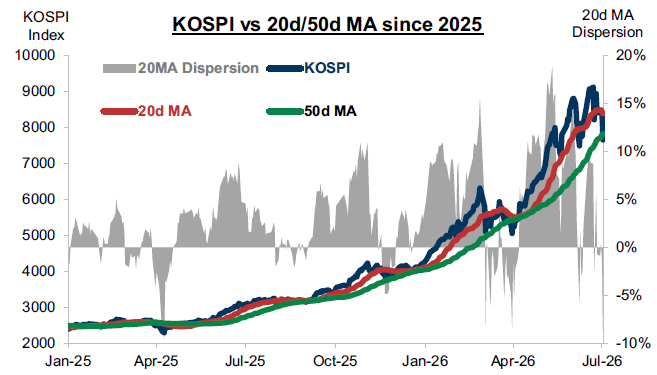 KOSPI
Index
KOSPI vs 20d/50d MA since 2025
20d MA
Dispersion
20MA Dispersion
KOSPI
20d MA
50d MA
10000
9000
8000
7000
6000
5000
4000
3000
2000
20%
15%
10%
5%
0%
-5%
-10%
Jan-25
Apr-25
Jul-25
Oct-25
Jan-26
Apr-26
Jul-26